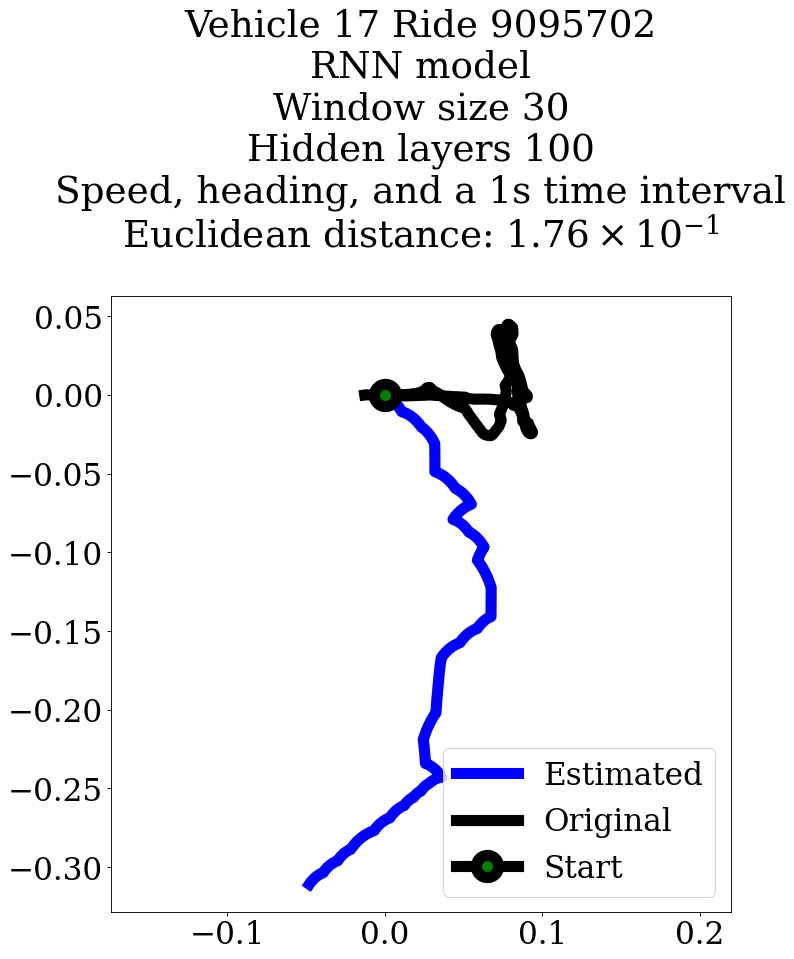 Vehicle 17 Ride 9095702
RNN model
Window size 30
Hidden layers 100
Speed, heading, and a 1s time interval
Euclidean distance: 1.76 × 10⁻¹
0.05
0.00
−0.05
−0.10
−0.15
−0.20
−0.25
−0.30
Estimated
Original
Start
−0.1
0.0
0.1
0.2